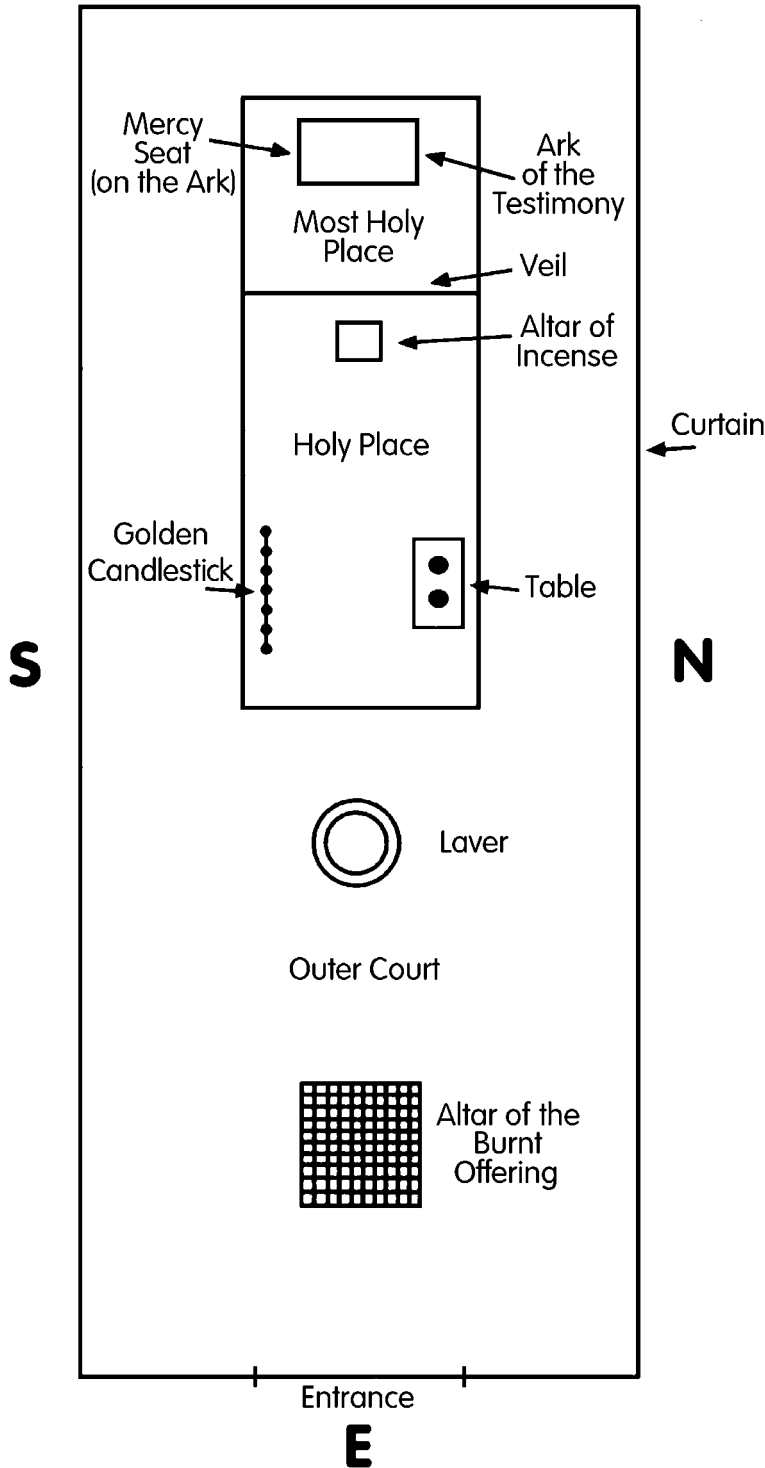 Mercy
Seat
(on the Ark)
Ark
of the
Testimony
Most Holy
Place
Veil
Altar of
Incense
Curtain
Holy Place
Golden
Candlestick
Table
S
N
Laver
Outer Court
Altar of the
Burnt
Offering
Entrance
E